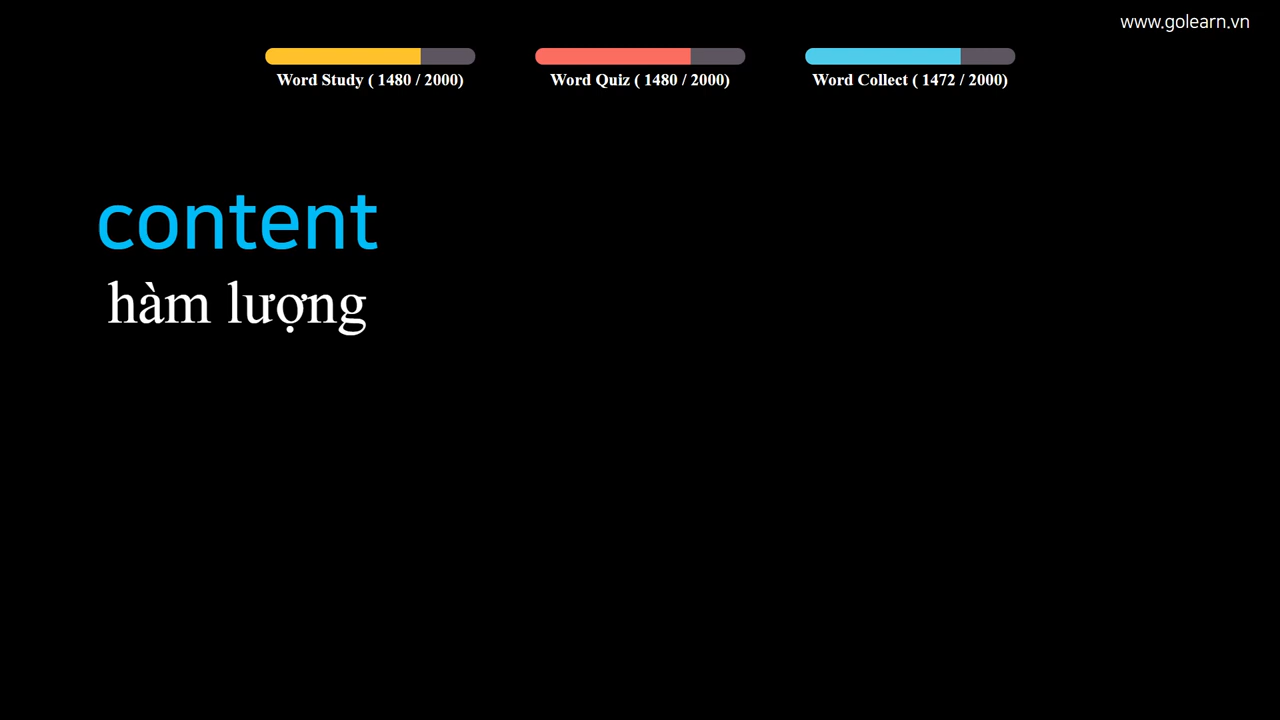 www.golearn.vn
Word Study ( 1480 / 2000)
Word Quiz ( 1480 / 2000)
Word Collect ( 1472 / 2000)
content
hàm lượng